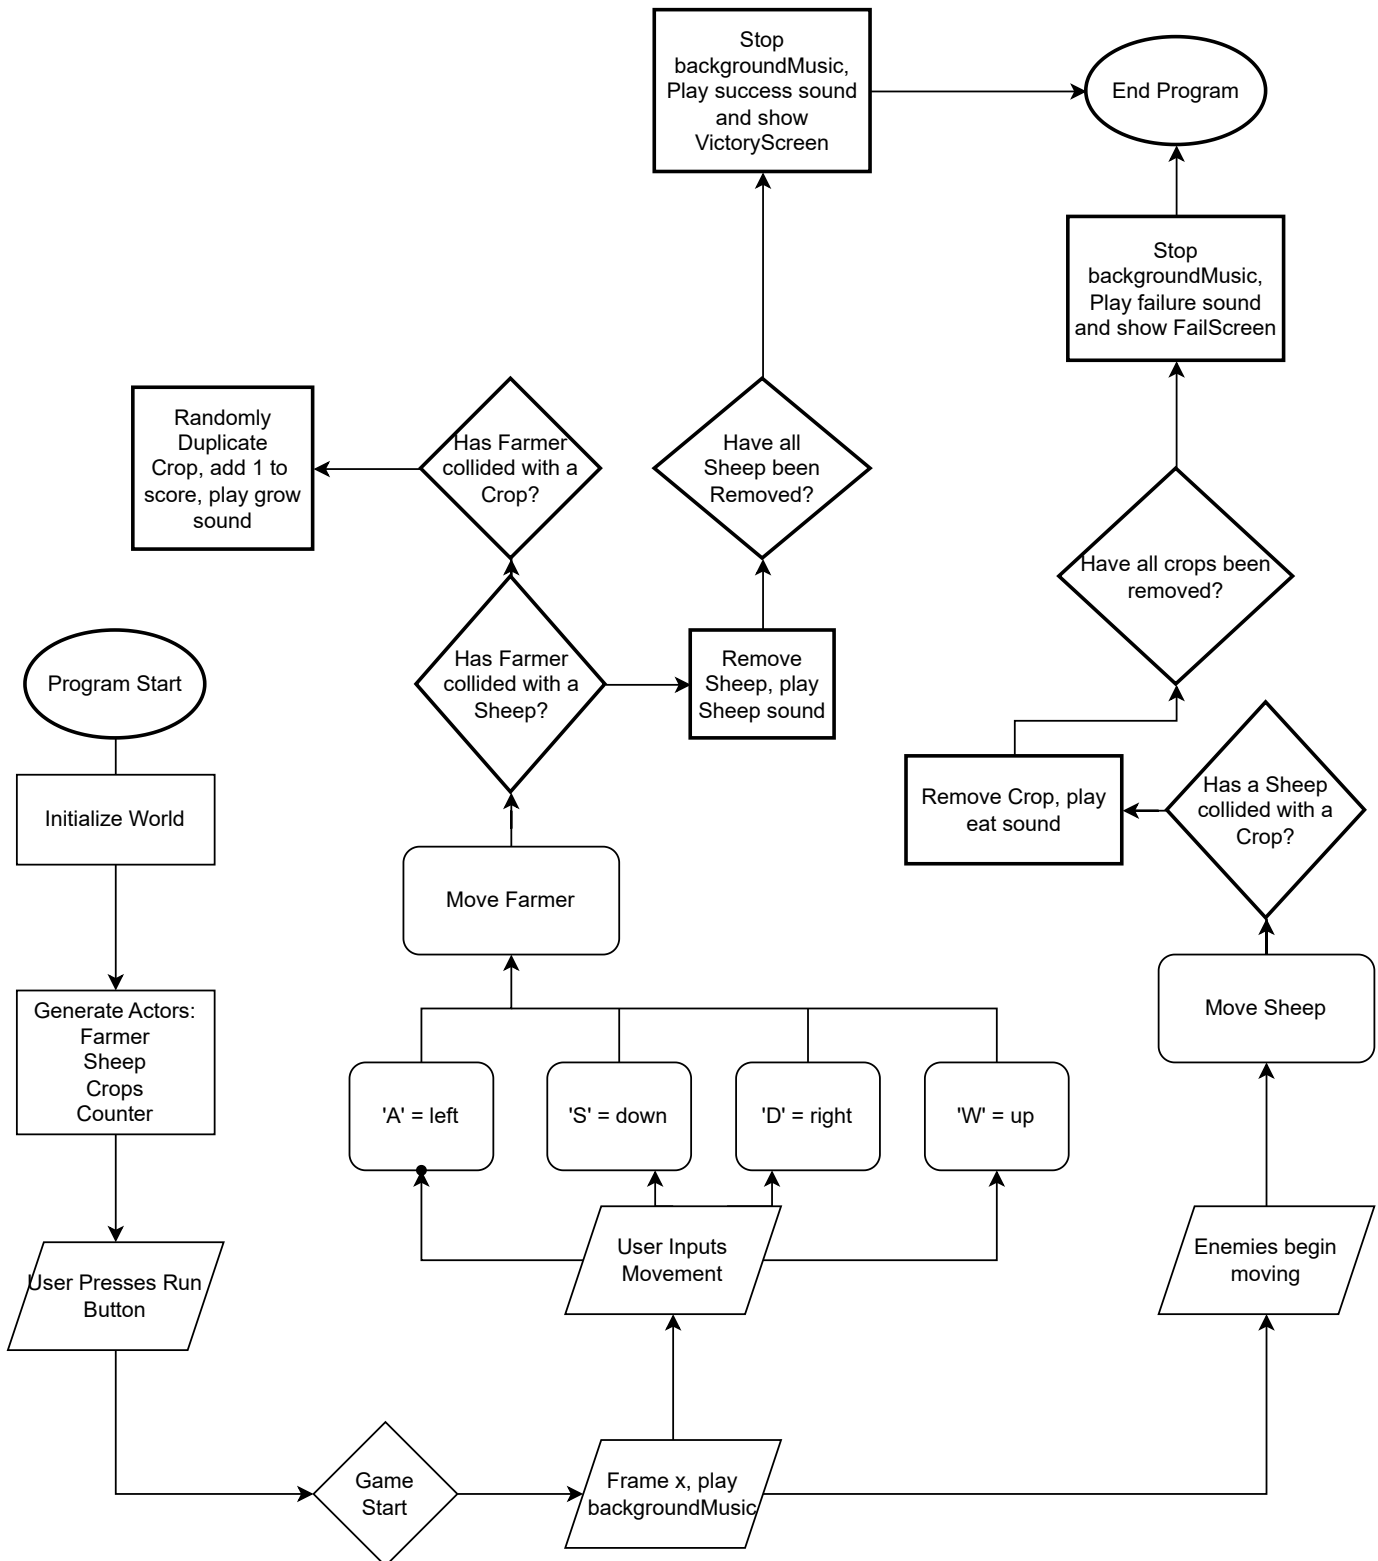 Stop
backgroundMusic,
Play success sound
and show
VictoryScreen
End Program
Stop
backgroundMusic,
Play failure sound
and show FailScreen
Randomly
Duplicate
Crop, add 1 to
score, play grow
sound
Has Farmer
collided with a
Crop?
Have all
Sheep been
Removed?
Have all crops been
removed?
Program Start
Has Farmer
collided with a
Sheep?
Remove
Sheep, play
Sheep sound
Initialize World
Remove Crop, play
eat sound
Has a Sheep
collided with a
Crop?
Move Farmer
Generate Actors:
Farmer
Sheep
Crops
Counter
Move Sheep
'A' = left
'S' = down
'D' = right
'W' = up
User Presses Run
Button
User Inputs
Movement
Enemies begin
moving
Game
Start
Frame x, play
backgroundMusic